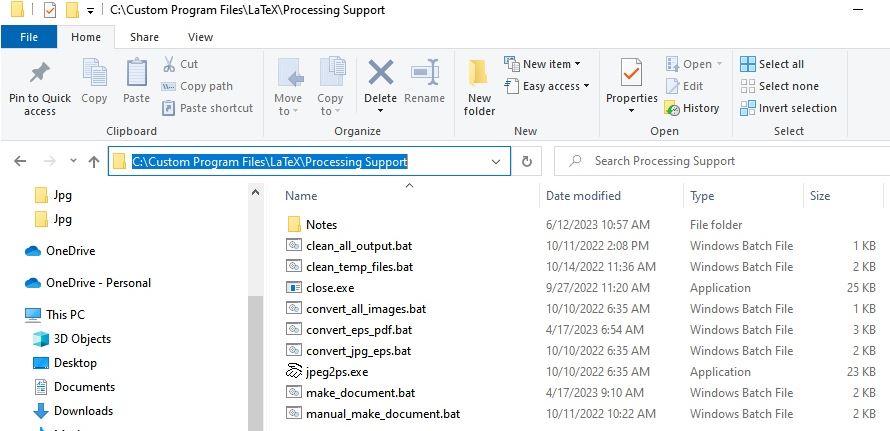 C:\Custom Program Files\LaTeX\Processing Support
File Home Share View
Pin to Quick access
Copy
Paste
Cut
Copy path
Paste shortcut
Clipboard
Move to
Copy to
Delete
Rename
Organize
New folder
New item
Easy access
New
Properties
Open
Edit
History
Open
Select all
Select none
Invert selection
Select
C:\Custom Program Files\LaTeX\Processing Support
Search Processing Support
Jpg
Jpg
OneDrive
OneDrive - Personal
This PC
3D Objects
Desktop
Documents
Downloads
Name Date modified Type Size
Notes 6/12/2023 10:57 AM File folder
clean_all_output.bat 10/11/2022 2:08 PM Windows Batch File 1 KB
clean_temp_files.bat 10/14/2022 11:36 AM Windows Batch File 2 KB
close.exe 9/27/2022 11:20 AM Application 25 KB
convert_all_images.bat 10/10/2022 6:35 AM Windows Batch File 1 KB
convert_eps_pdf.bat 4/17/2023 6:54 AM Windows Batch File 3 KB
convert_jpg_eps.bat 10/10/2022 6:35 AM Windows Batch File 2 KB
jpeg2ps.exe 10/10/2022 6:35 AM Application 23 KB
make_document.bat 4/17/2023 9:10 AM Windows Batch File 2 KB
manual_make_document.bat 10/11/2022 10:22 AM Windows Batch File 2 KB